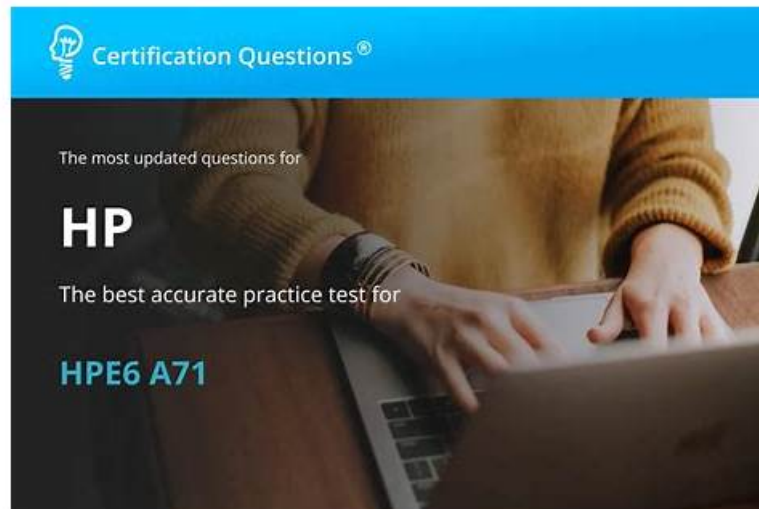 Certification Questions®
The most updated questions for
HP
The best accurate practice test for
HPE6 A71